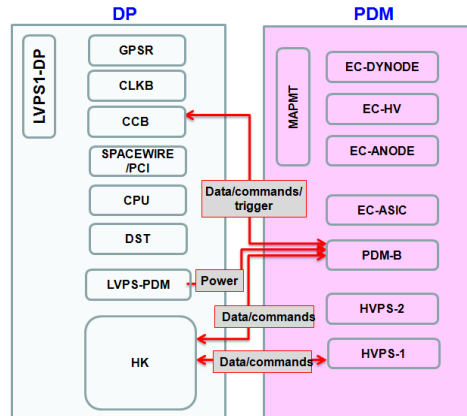 DP
LVPS1-DP
GPSR
CLKB
CCB
SPACEWIRE
/PCI
CPU
DST
LVPS-PDM
HK
Data/commands/
trigger
Power
Data/commands
Data/commands
PDM
MAPMT
EC-DYNODE
EC-HV
EC-ANODE
EC-ASIC
PDM-B
HVPS-2
HVPS-1